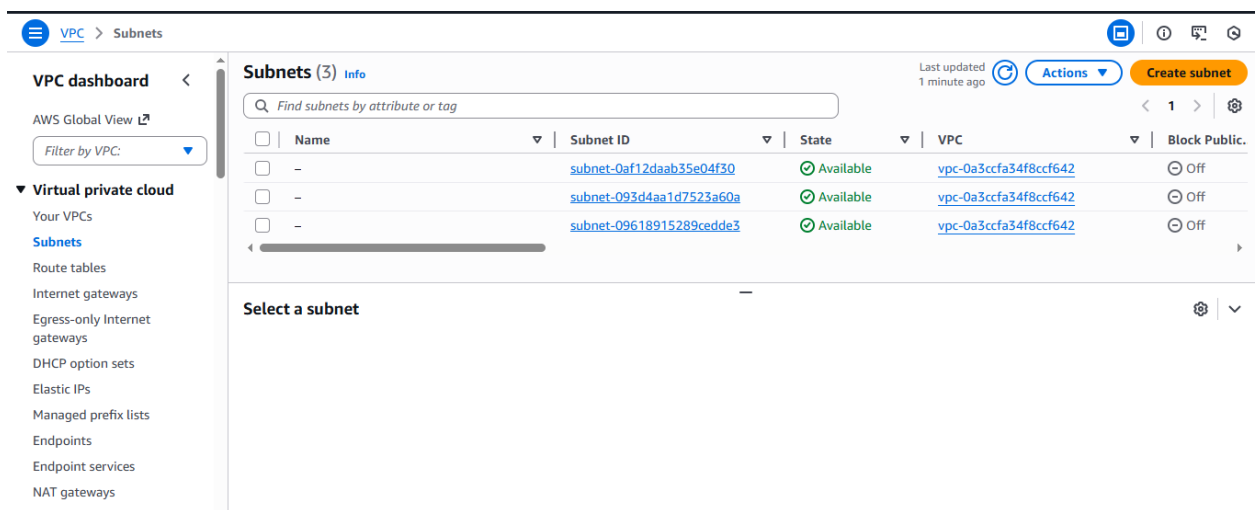 VPC > Subnets
VPC dashboard
AWS Global View
Filter by VPC:
Virtual private cloud
Your VPCs
Subnets
Route tables
Internet gateways
Egress-only Internet
gateways
DHCP option sets
Elastic IPs
Managed prefix lists
Endpoints
Endpoint services
NAT gateways
Subnets (3) Info
Last updated
1 minute ago
Actions
Create subnet
Find subnets by attribute or tag
1
Name Subnet ID State VPC Block Public.
– subnet-0af12daab35e04f30 Available vpc-0a3ccfa34f8ccf642 Off
– subnet-093d4aa1d7523a60a Available vpc-0a3ccfa34f8ccf642 Off
– subnet-09618915289cedde3 Available vpc-0a3ccfa34f8ccf642 Off
Select a subnet